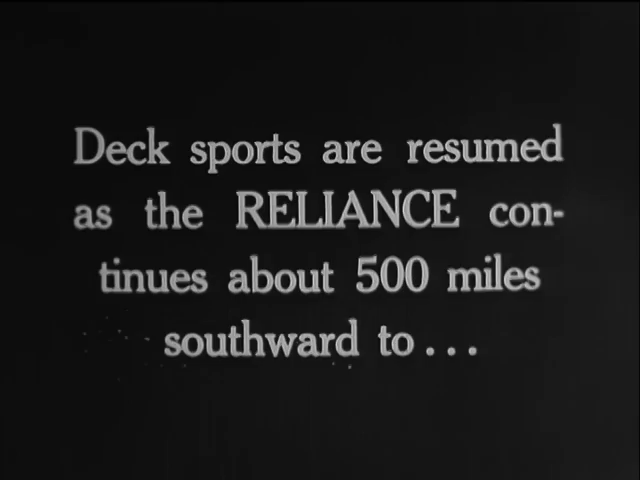 Deck sports are resumed
as the RELIANCE con-
tinues about 500 miles
southward to...